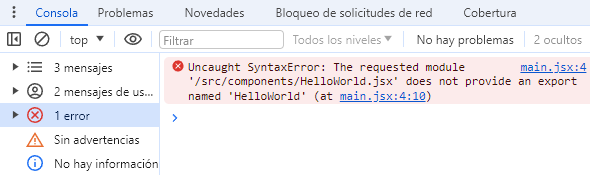 Consola Problemas Novedades Bloqueo de solicitudes de red Cobertura
top Filtrar Todos los niveles No hay problemas 2 ocultos
3 mensajes
2 mensajes de us...
1 error
Sin advertencias
No hay información
Uncaught SyntaxError: The requested module main.jsx:4
'/src/components/HelloWorld.jsx' does not provide an export
named 'HelloWorld' (at main.jsx:4:10)